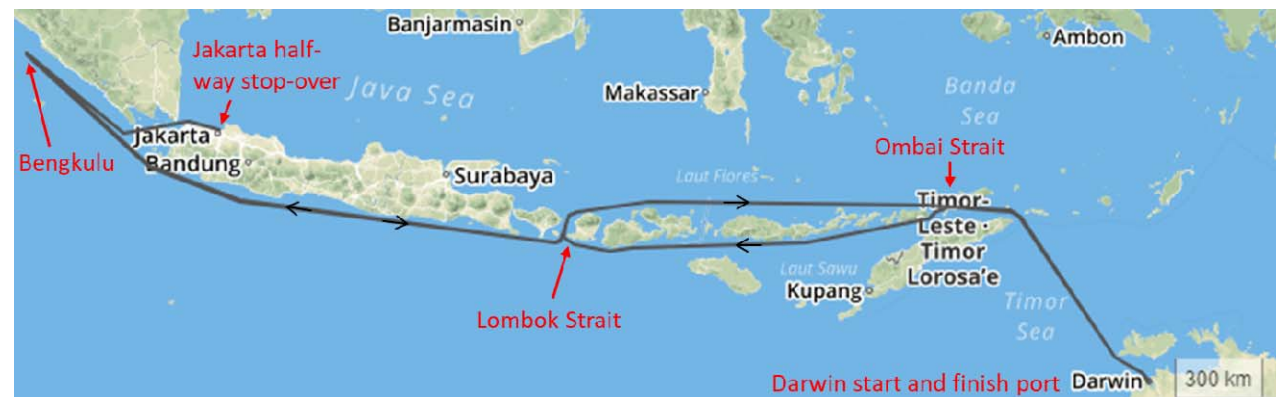 Banjarmasin
Ambon
Jakarta half-
way stop-over
Java Sea
Makassar
Banda
Sea
Jakarta
Bengkulu
Bandung
Surabaya
Ombai Strait
Laut Flores
Timor-
Leste
Timor
Lorosa'e
Laut Sawu
Kupang
Timor
Sea
Lombok Strait
Darwin start and finish port
Darwin
300 km